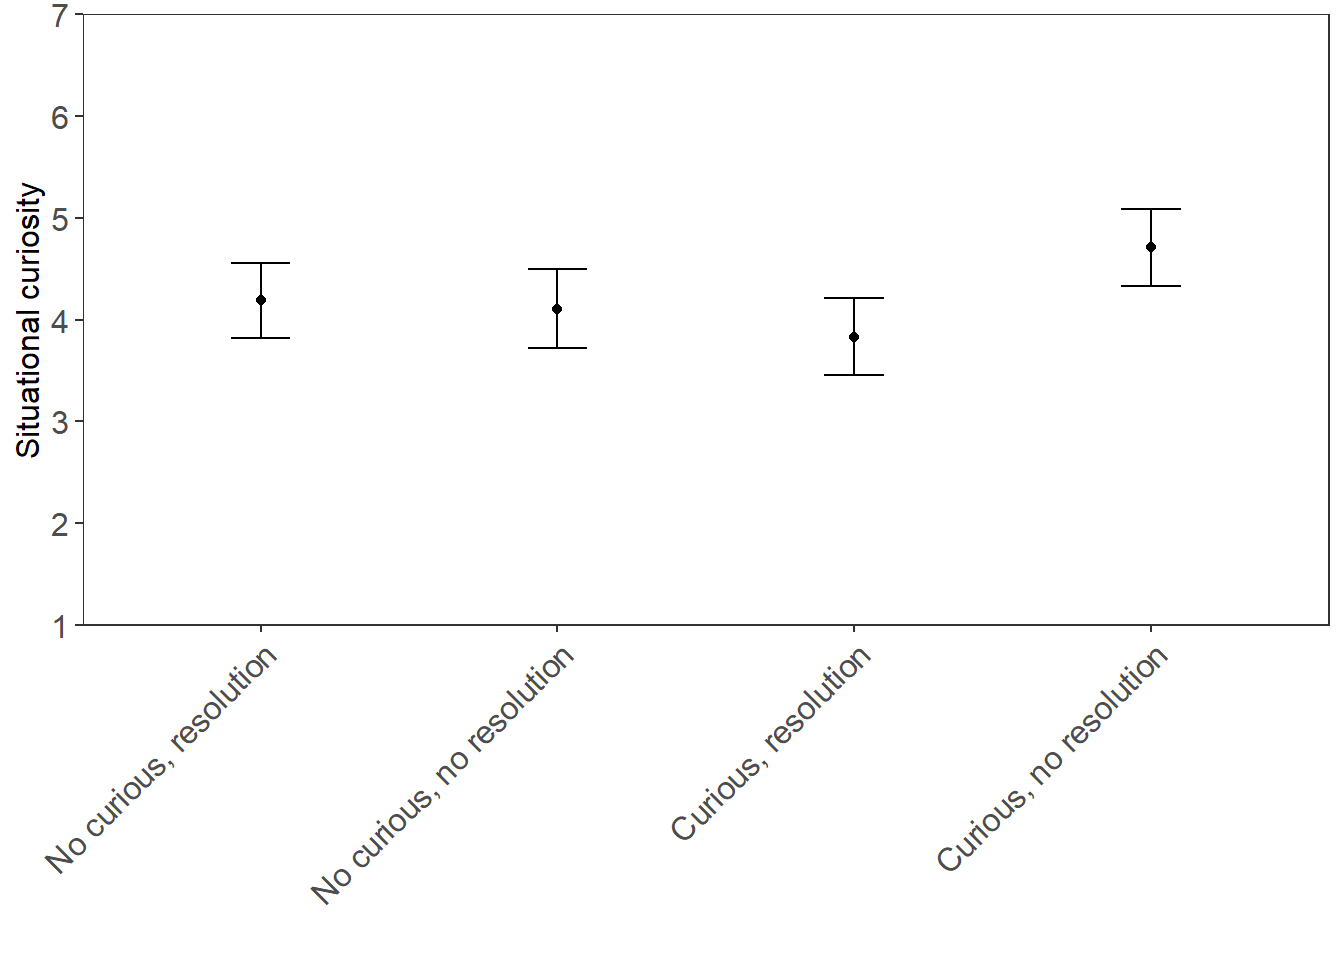 7
6
5
4
3
2
1
Situational curiosity
No curious, resolution
No curious, no resolution
Curious, resolution
Curious, no resolution